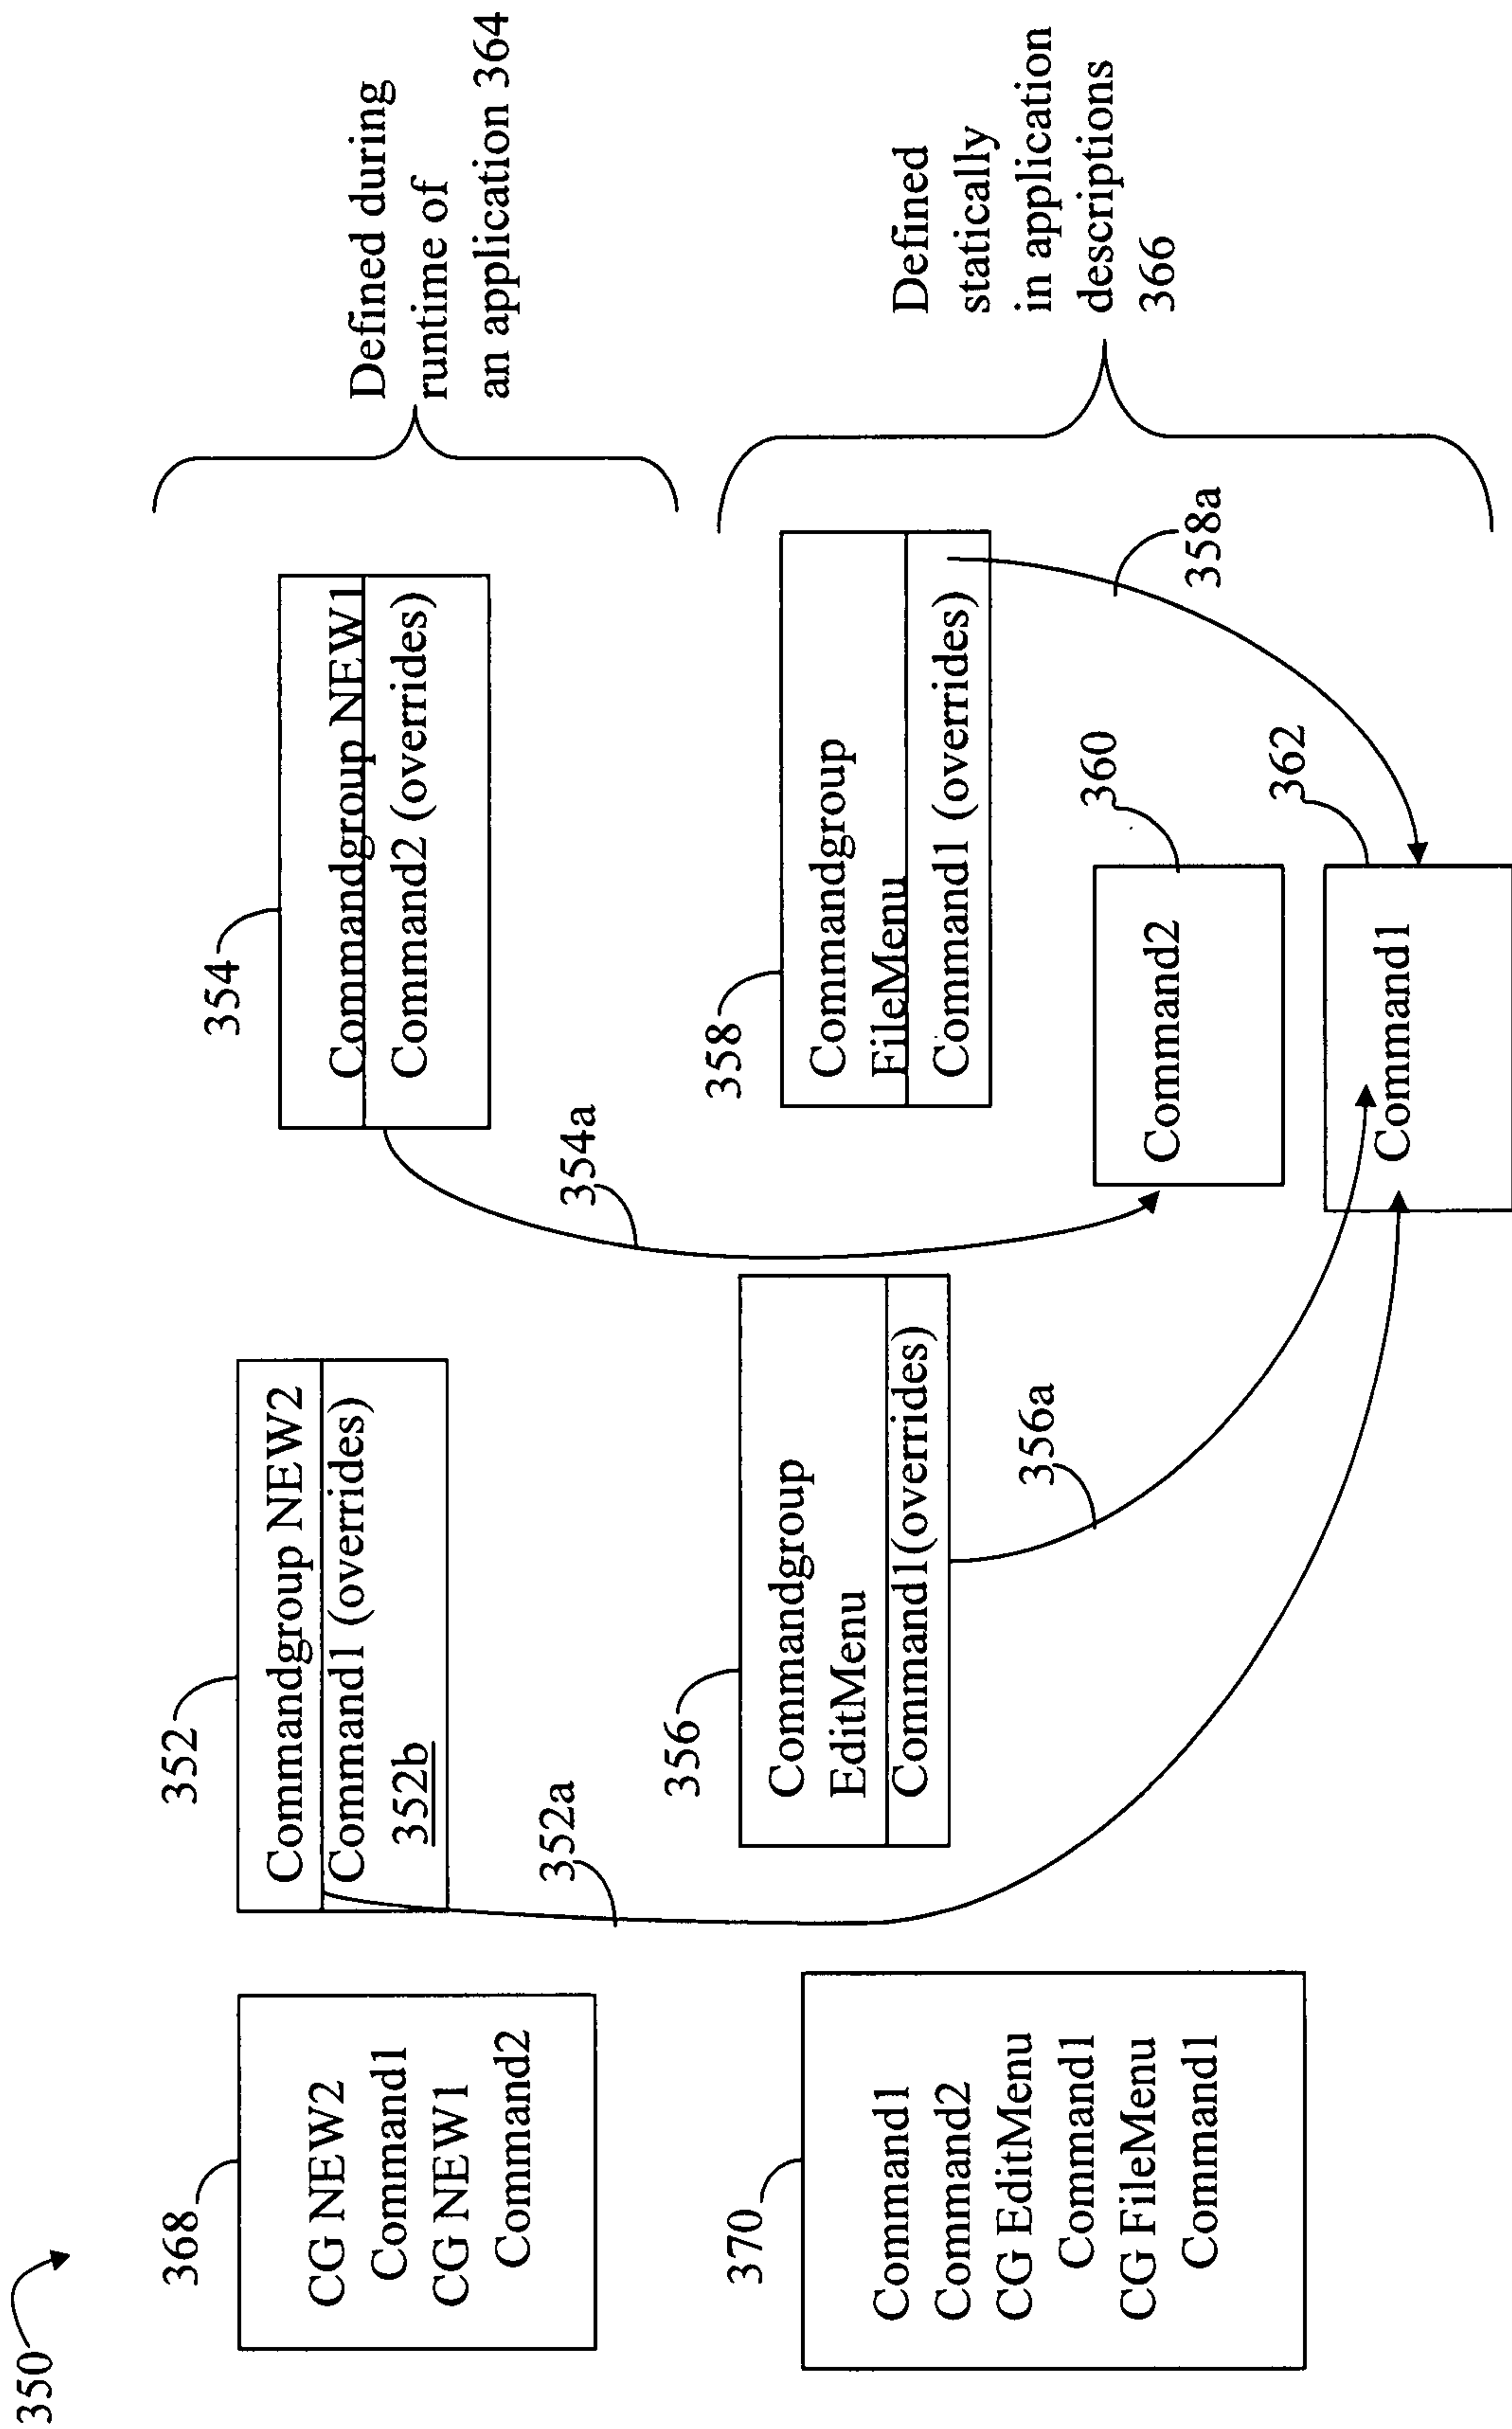 350
368
CG NEW2
Command1
CG NEW1
Command2
352
Commandgroup NEW2
Command1 (overrides)
352b
352a
354
Commandgroup NEW1
Command2 (overrides)
354a
Defined during
runtime of
an application 364
370
Command1
Command2
CG EditMenu
Command1
CG FileMenu
Command1
356
Commandgroup
EditMenu
Command1(overrides)
356a
358
Commandgroup
FileMenu
Command1 (overrides)
358a
Command2
360
Command1
362
Defined
statically
in application
descriptions
366